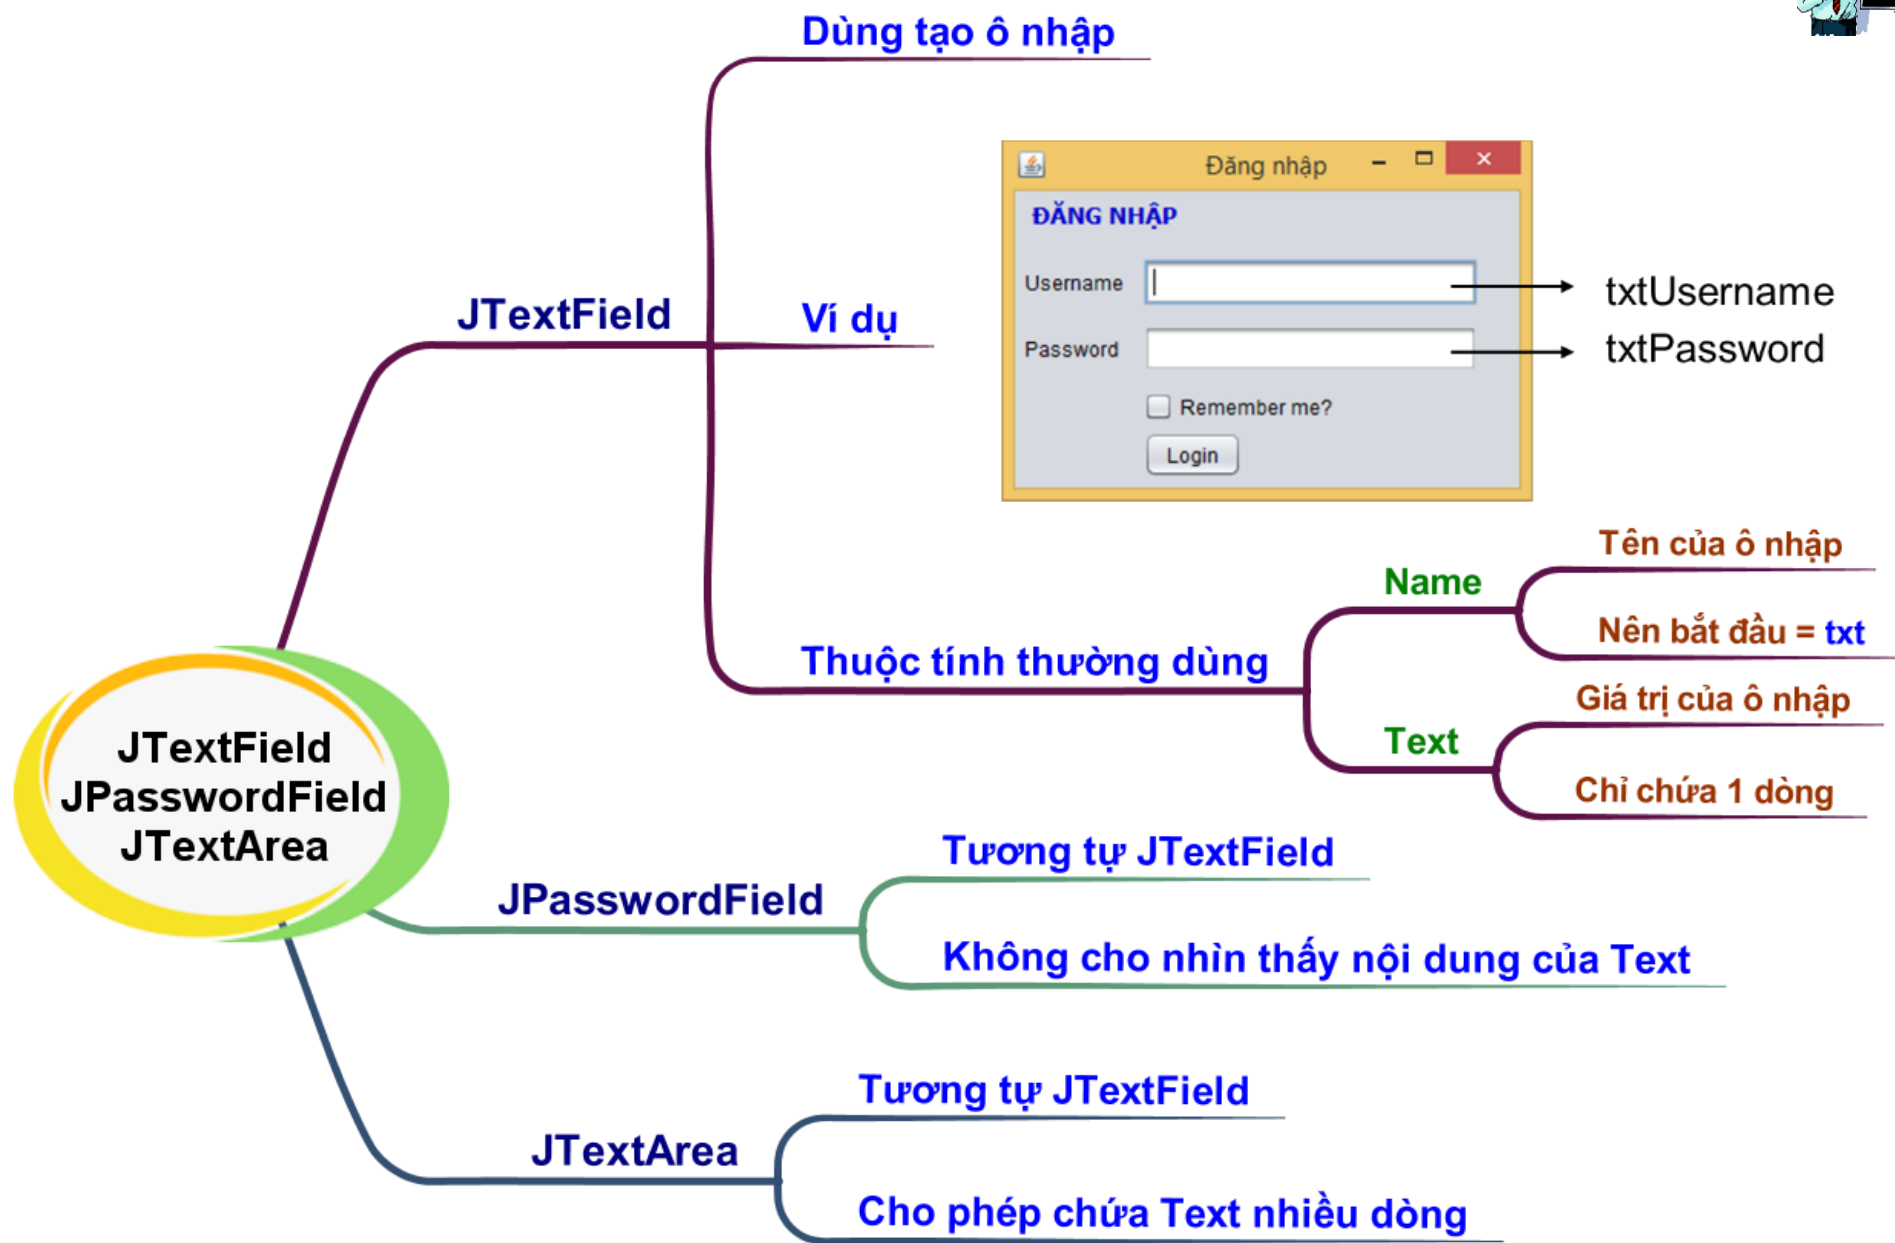 Dùng tạo ô nhập
JTextField
Ví dụ
Đăng nhập
ĐĂNG NHẬP
Username
txtUsername
Password
txtPassword
Remember me?
Login
Thuộc tính thường dùng
Name
Tên của ô nhập
Nên bắt đầu = txt
Text
Giá trị của ô nhập
Chỉ chứa 1 dòng
JTextField
JPasswordField
JTextArea
JPasswordField
Tương tự JTextField
Không cho nhìn thấy nội dung của Text
JTextArea
Tương tự JTextField
Cho phép chứa Text nhiều dòng